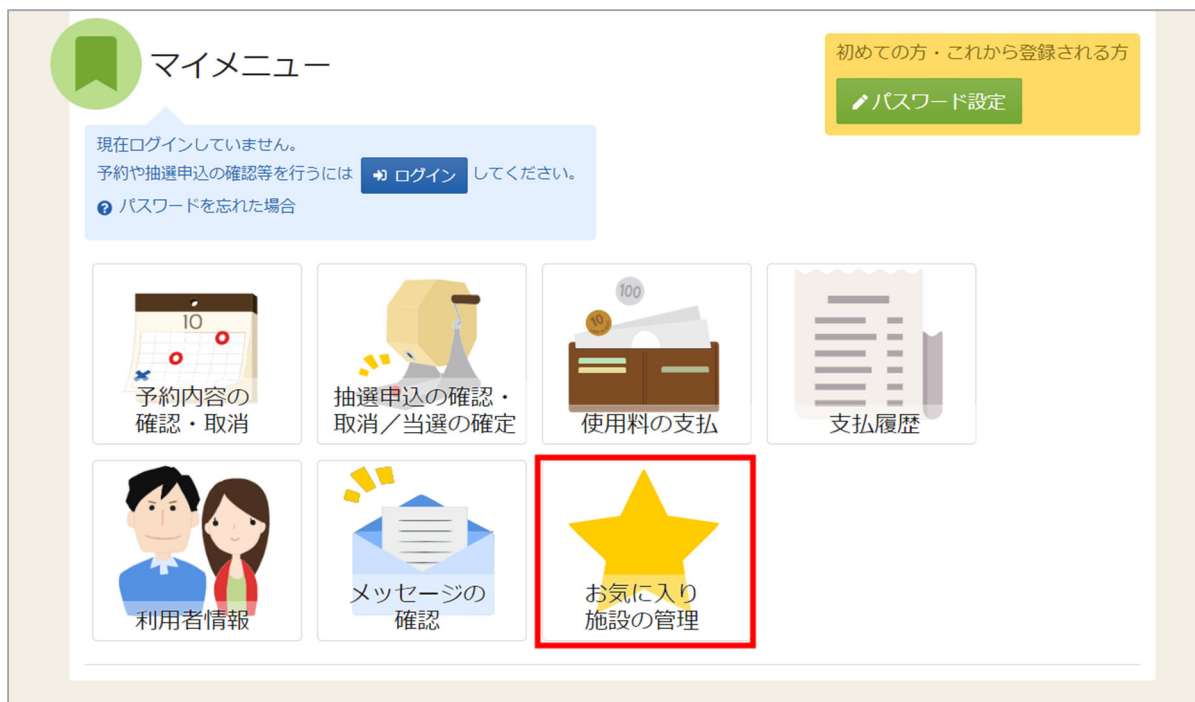 マイメニュー
初めての方・これから登録される方
パスワード設定
現在ログインしていません。
予約や抽選申込の確認等を行うには ログイン してください。
パスワードを忘れた場合
10
予約内容の
確認・取消
抽選申込の確認・
取消／当選の確定
100
10
使用料の支払
支払履歴
利用者情報
メッセージの
確認
お気に入り
施設の管理